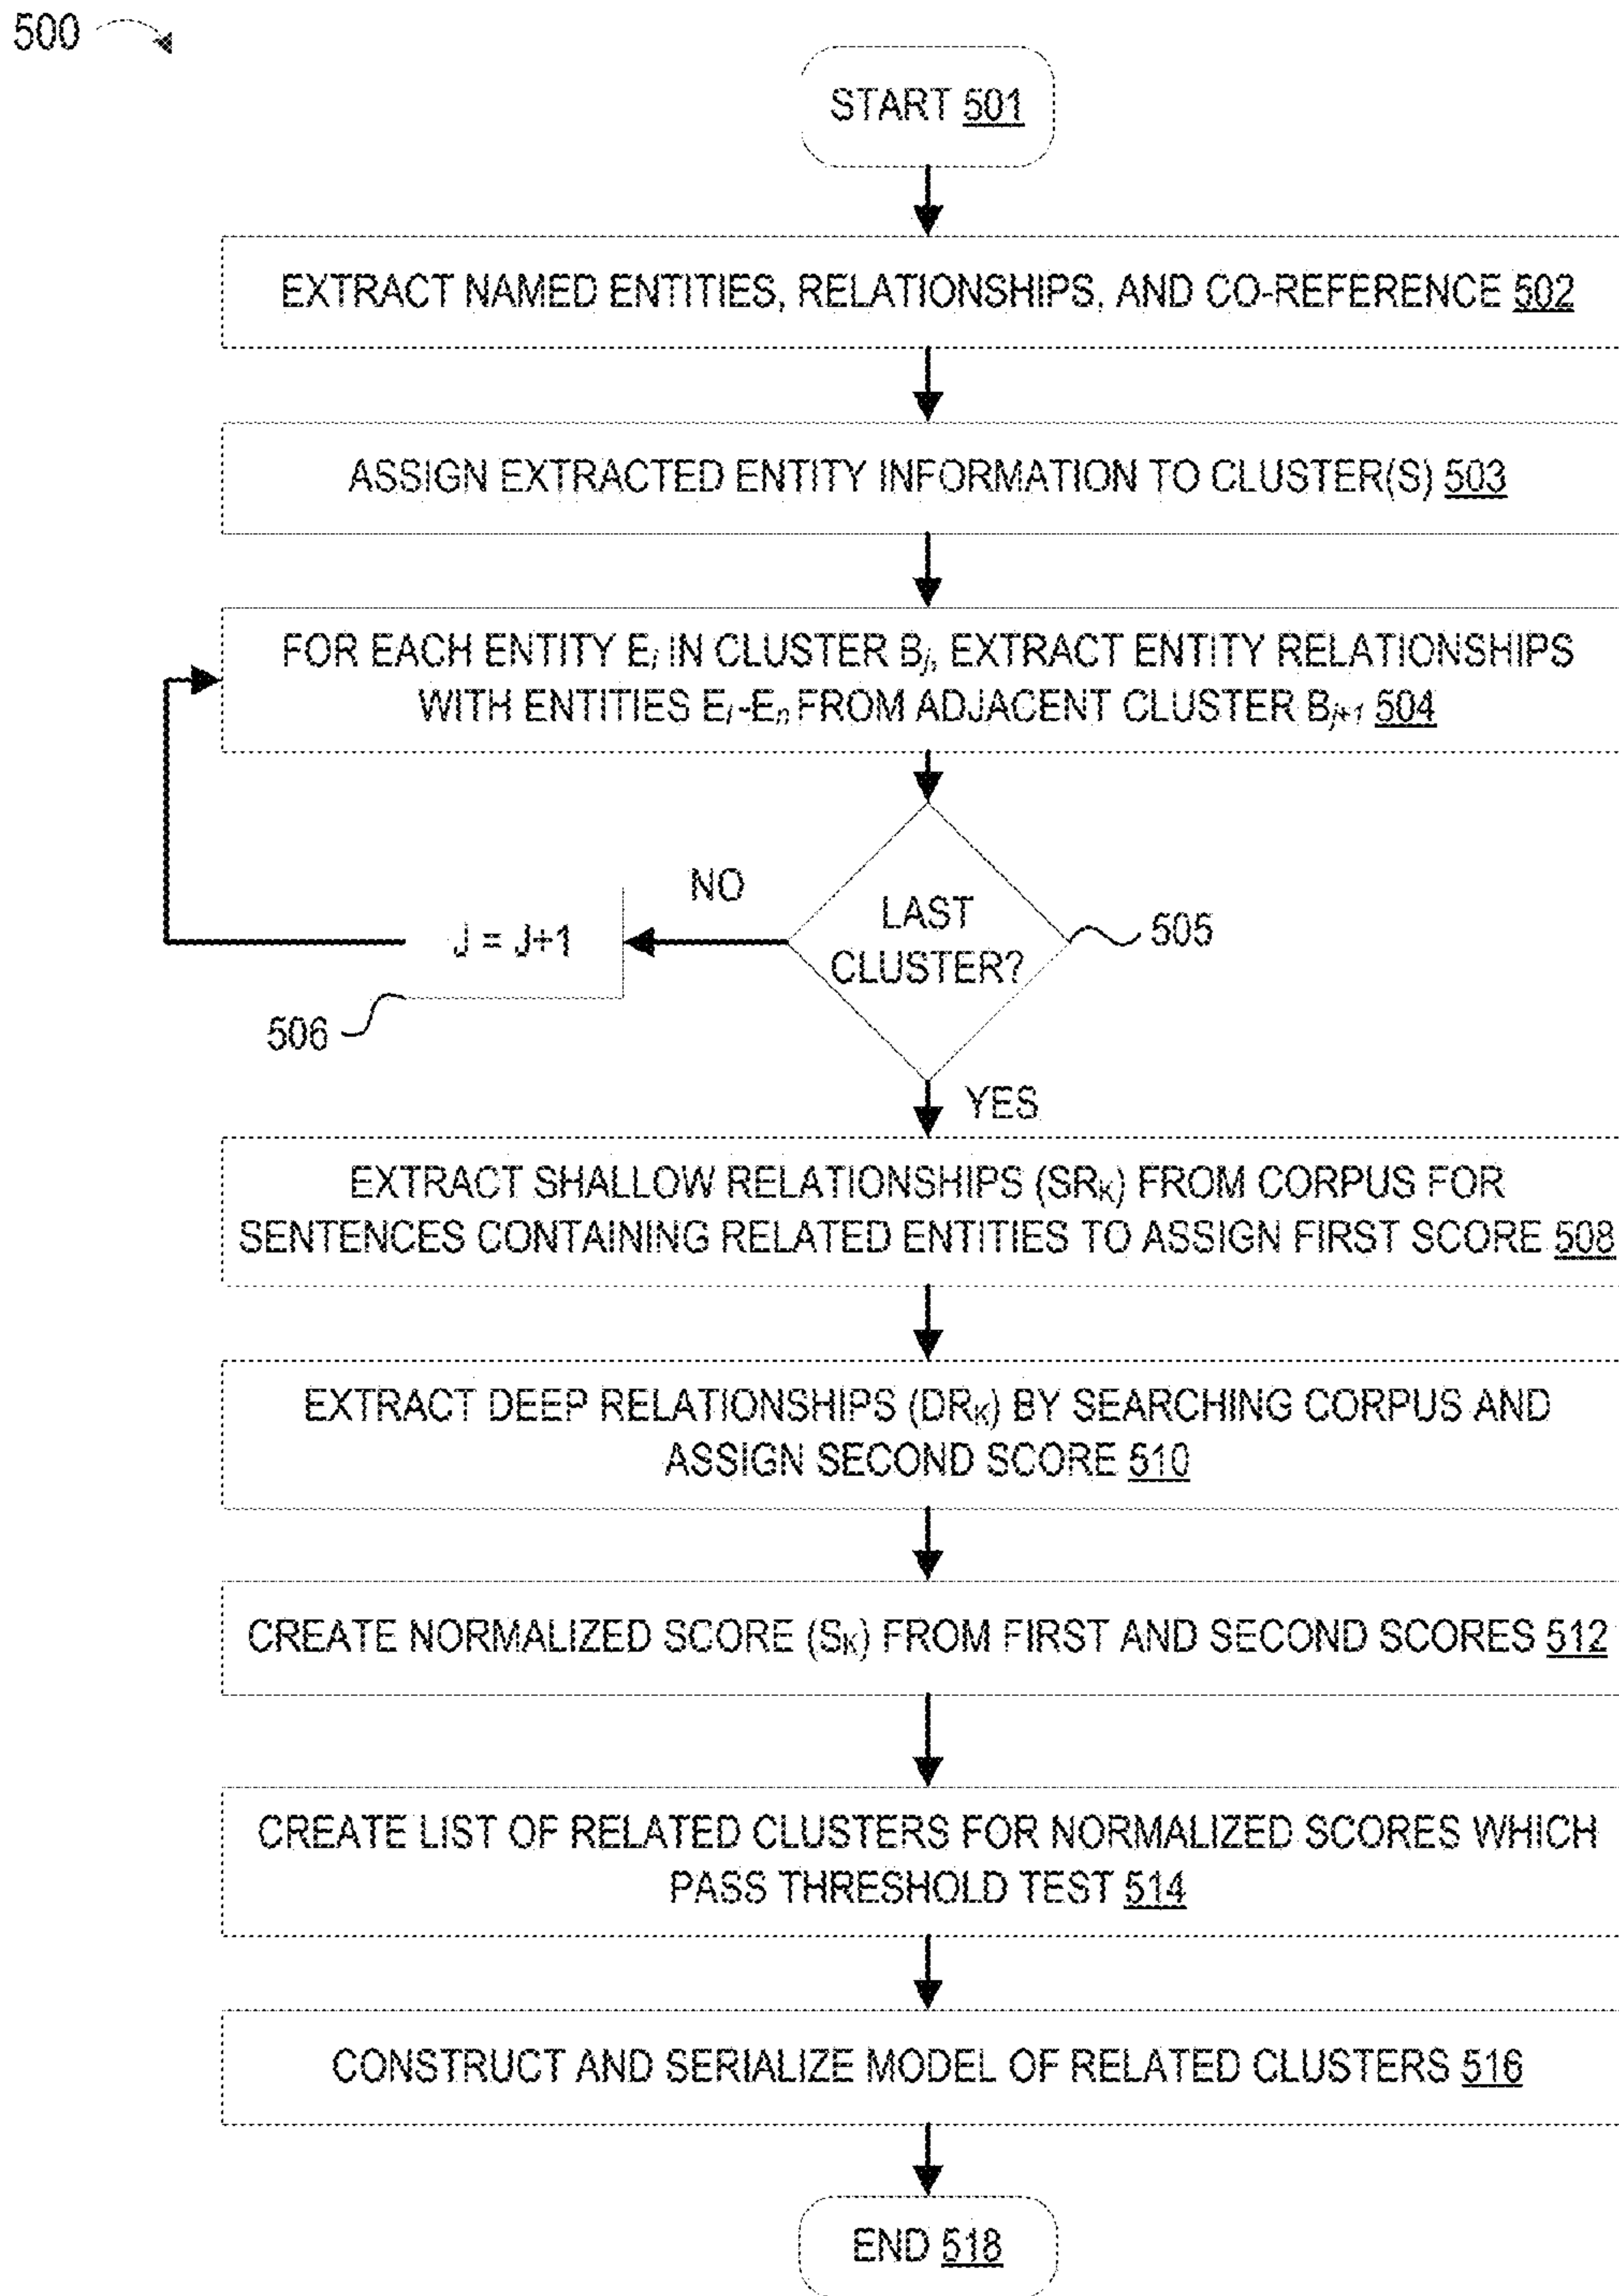 500
START 501
EXTRACT NAMED ENTITIES, RELATIONSHIPS, AND CO-REFERENCE 502
ASSIGN EXTRACTED ENTITY INFORMATION TO CLUSTER(S) 503
FOR EACH ENTITY Ei IN CLUSTER Bj, EXTRACT ENTITY RELATIONSHIPS
WITH ENTITIES Ei-En FROM ADJACENT CLUSTER Bj+1 504
NO
LAST
CLUSTER?
505
J = J+1
506
YES
EXTRACT SHALLOW RELATIONSHIPS (SRK) FROM CORPUS FOR
SENTENCES CONTAINING RELATED ENTITIES TO ASSIGN FIRST SCORE 508
EXTRACT DEEP RELATIONSHIPS (DRK) BY SEARCHING CORPUS AND
ASSIGN SECOND SCORE 510
CREATE NORMALIZED SCORE (SK) FROM FIRST AND SECOND SCORES 512
CREATE LIST OF RELATED CLUSTERS FOR NORMALIZED SCORES WHICH
PASS THRESHOLD TEST 514
CONSTRUCT AND SERIALIZE MODEL OF RELATED CLUSTERS 516
END 518